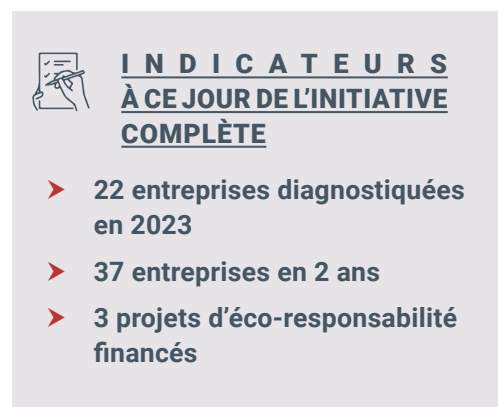 INDICATEURS
À CE JOUR DE L'INITIATIVE
COMPLÈTE
22 entreprises diagnostiquées
en 2023
37 entreprises en 2 ans
3 projets d'éco-responsabilité
financés